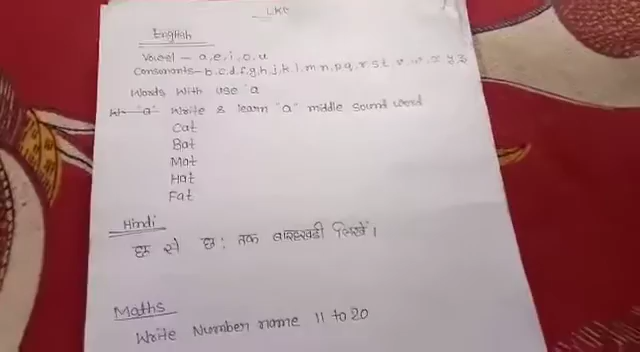 LKG
English
Vowel - a, e, i, o, u
Consonants - b, c, d, f, g, h, j, k, l, m, n, p, q, r, s, t, v, w, x, y, z
Words with use 'a
"a" Write & learn "a" middle sound word
Cat
Bat
Mat
Hat
Fat
Hindi
से छः तक बारहखडी लिखें।
Maths
Write Number name 11 to 20